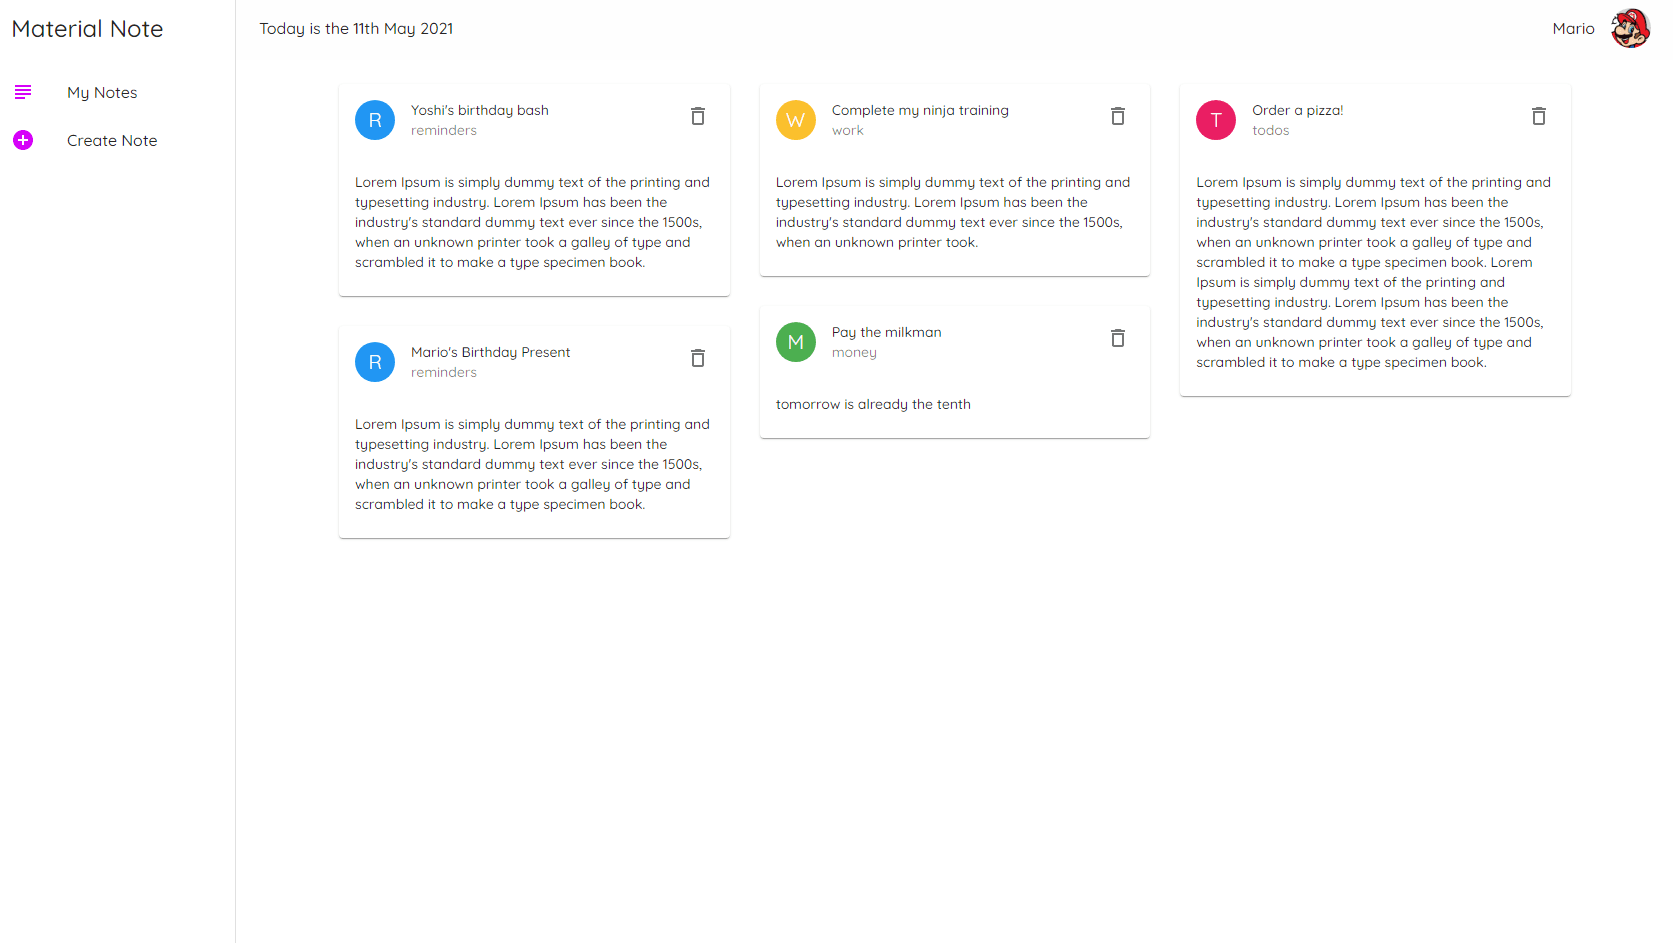 Material Note
My Notes
Create Note
Today is the 11th May 2021
Mario
R
Yoshi's birthday bash
reminders
Lorem Ipsum is simply dummy text of the printing and
typesetting industry. Lorem Ipsum has been the
industry's standard dummy text ever since the 1500s,
when an unknown printer took a galley of type and
scrambled it to make a type specimen book.
R
Mario's Birthday Present
reminders
Lorem Ipsum is simply dummy text of the printing and
typesetting industry. Lorem Ipsum has been the
industry's standard dummy text ever since the 1500s,
when an unknown printer took a galley of type and
scrambled it to make a type specimen book.
W
Complete my ninja training
work
Lorem Ipsum is simply dummy text of the printing and
typesetting industry. Lorem Ipsum has been the
industry's standard dummy text ever since the 1500s,
when an unknown printer took.
M
Pay the milkman
money
tomorrow is already the tenth
T
Order a pizza!
todos
Lorem Ipsum is simply dummy text of the printing and
typesetting industry. Lorem Ipsum has been the
industry's standard dummy text ever since the 1500s,
when an unknown printer took a galley of type and
scrambled it to make a type specimen book. Lorem
Ipsum is simply dummy text of the printing and
typesetting industry. Lorem Ipsum has been the
industry's standard dummy text ever since the 1500s,
when an unknown printer took a galley of type and
scrambled it to make a type specimen book.